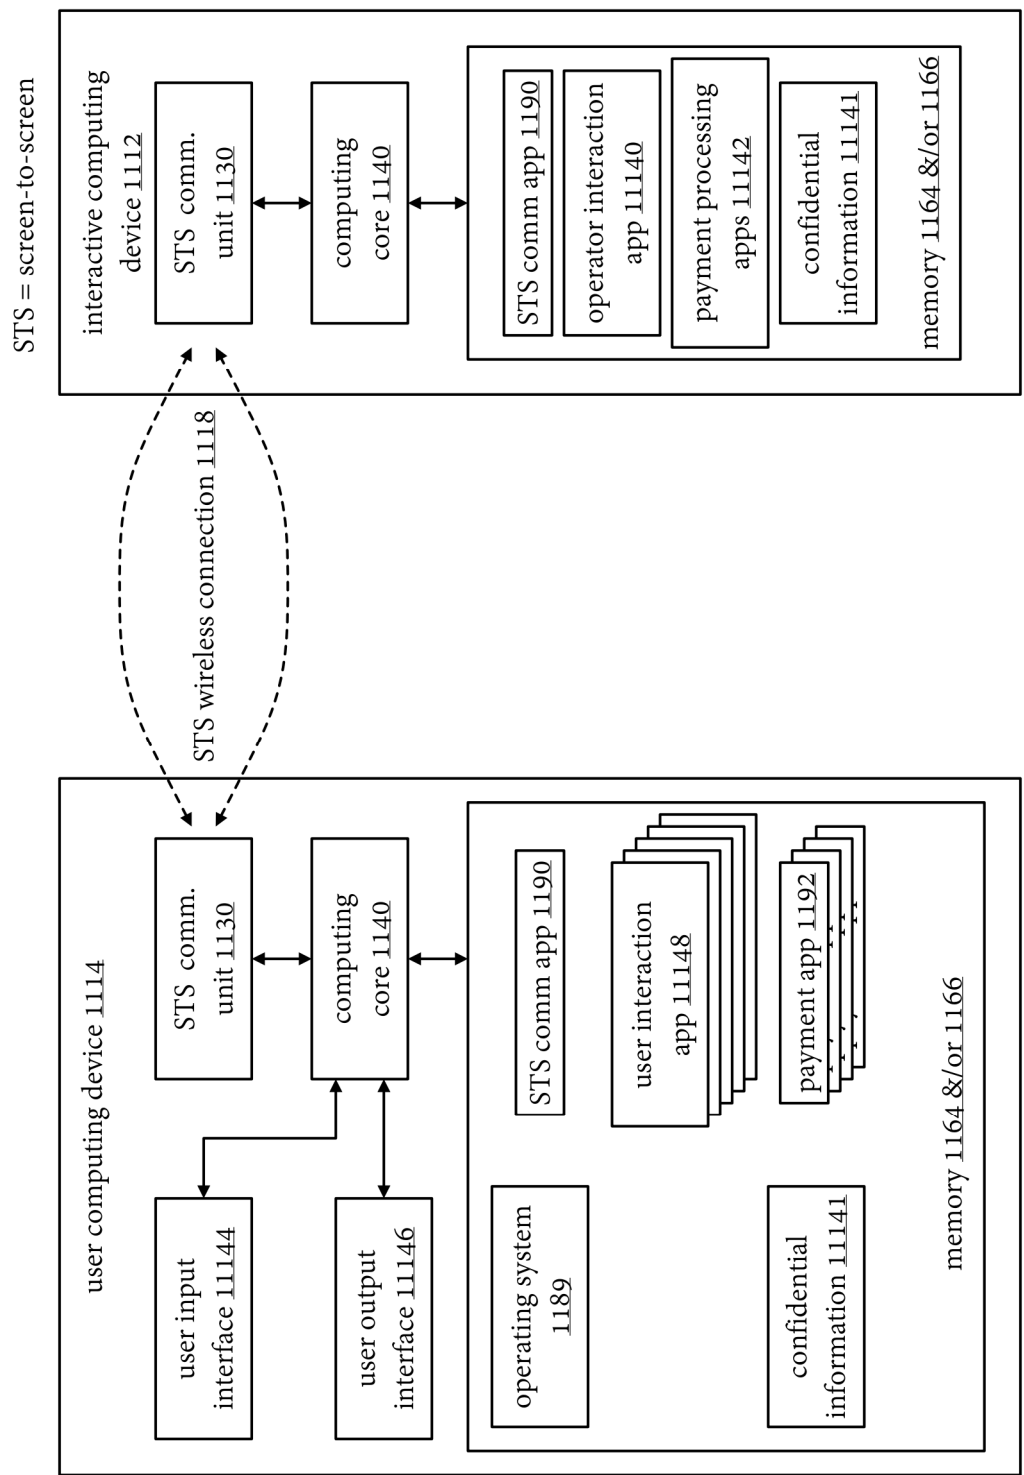 STS = screen-to-screen
user computing device 1114
user input
interface 11144
user output
interface 11146
STS comm.
unit 1130
computing
core 1140
operating system
1189
STS comm app 1190
user interaction
app 11148
payment app 1192
confidential
information 11141
memory 1164 &/or 1166
STS wireless connection 1118
interactive computing
device 1112
STS comm.
unit 1130
computing
core 1140
STS comm app 1190
operator interaction
app 11140
payment processing
apps 11142
confidential
information 11141
memory 1164 &/or 1166